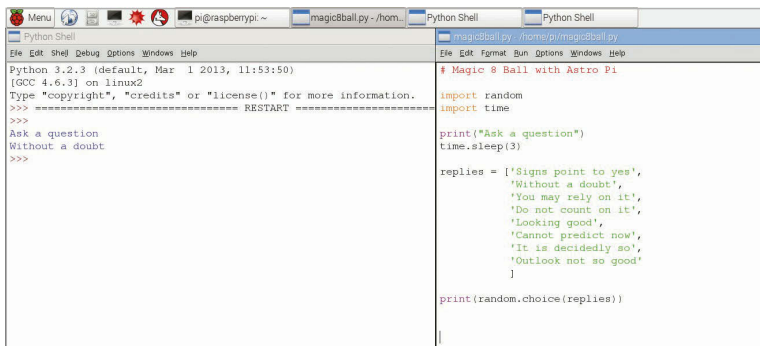 Menu pi@raspberrypi: ~ magic8ball.py - /hom... Python Shell Python Shell
Python Shell
File Edit Shell Debug Options Windows Help
Python 3.2.3 (default, Mar  1 2013, 11:53:50)
[GCC 4.6.3] on linux2
Type "copyright", "credits" or "license()" for more information.
>>> ================================ RESTART ======================
>>>
Ask a question
Without a doubt
>>>
magic8ball.py - /home/pi/magic8ball.py
File Edit Format Run Options Windows Help
# Magic 8 Ball with Astro Pi
import random
import time
print("Ask a question")
time.sleep(3)
replies = ['Signs point to yes',
'Without a doubt',
'You may rely on it',
'Do not count on it',
'Looking good',
'Cannot predict now',
'It is decidedly so',
'Outlook not so good'
]
print(random.choice(replies))